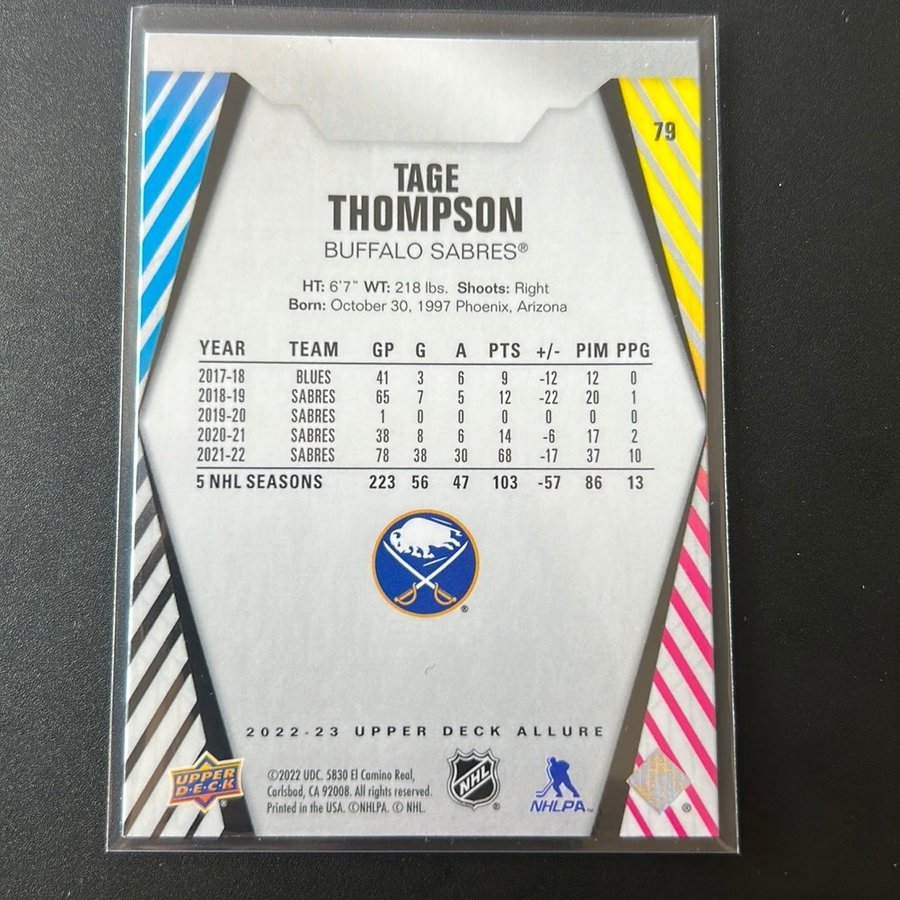 79
TAGE
THOMPSON
BUFFALO SABRES®
HT: 6'7" WT: 218 lbs. Shoots: Right
Born: October 30, 1997 Phoenix, Arizona
YEAR TEAM GP G A PTS +/- PIM PPG
2017-18 BLUES 41 3 6 9 -12 12 0
2018-19 SABRES 65 7 5 12 -22 20 1
2019-20 SABRES 1 0 0 0 0 0 0
2020-21 SABRES 38 8 6 14 -6 17 2
2021-22 SABRES 78 38 30 68 -17 37 10
5 NHL SEASONS 223 56 47 103 -57 86 13
®
2022-23 UPPER DECK ALLURE
UPPER
D·E·C·K
®
©2022 UDC. 5830 El Camino Real,
Carlsbad, CA 92008. All rights reserved.
Printed in the USA. ©NHLPA. © NHL.
NHL
®
NHLPA™
®